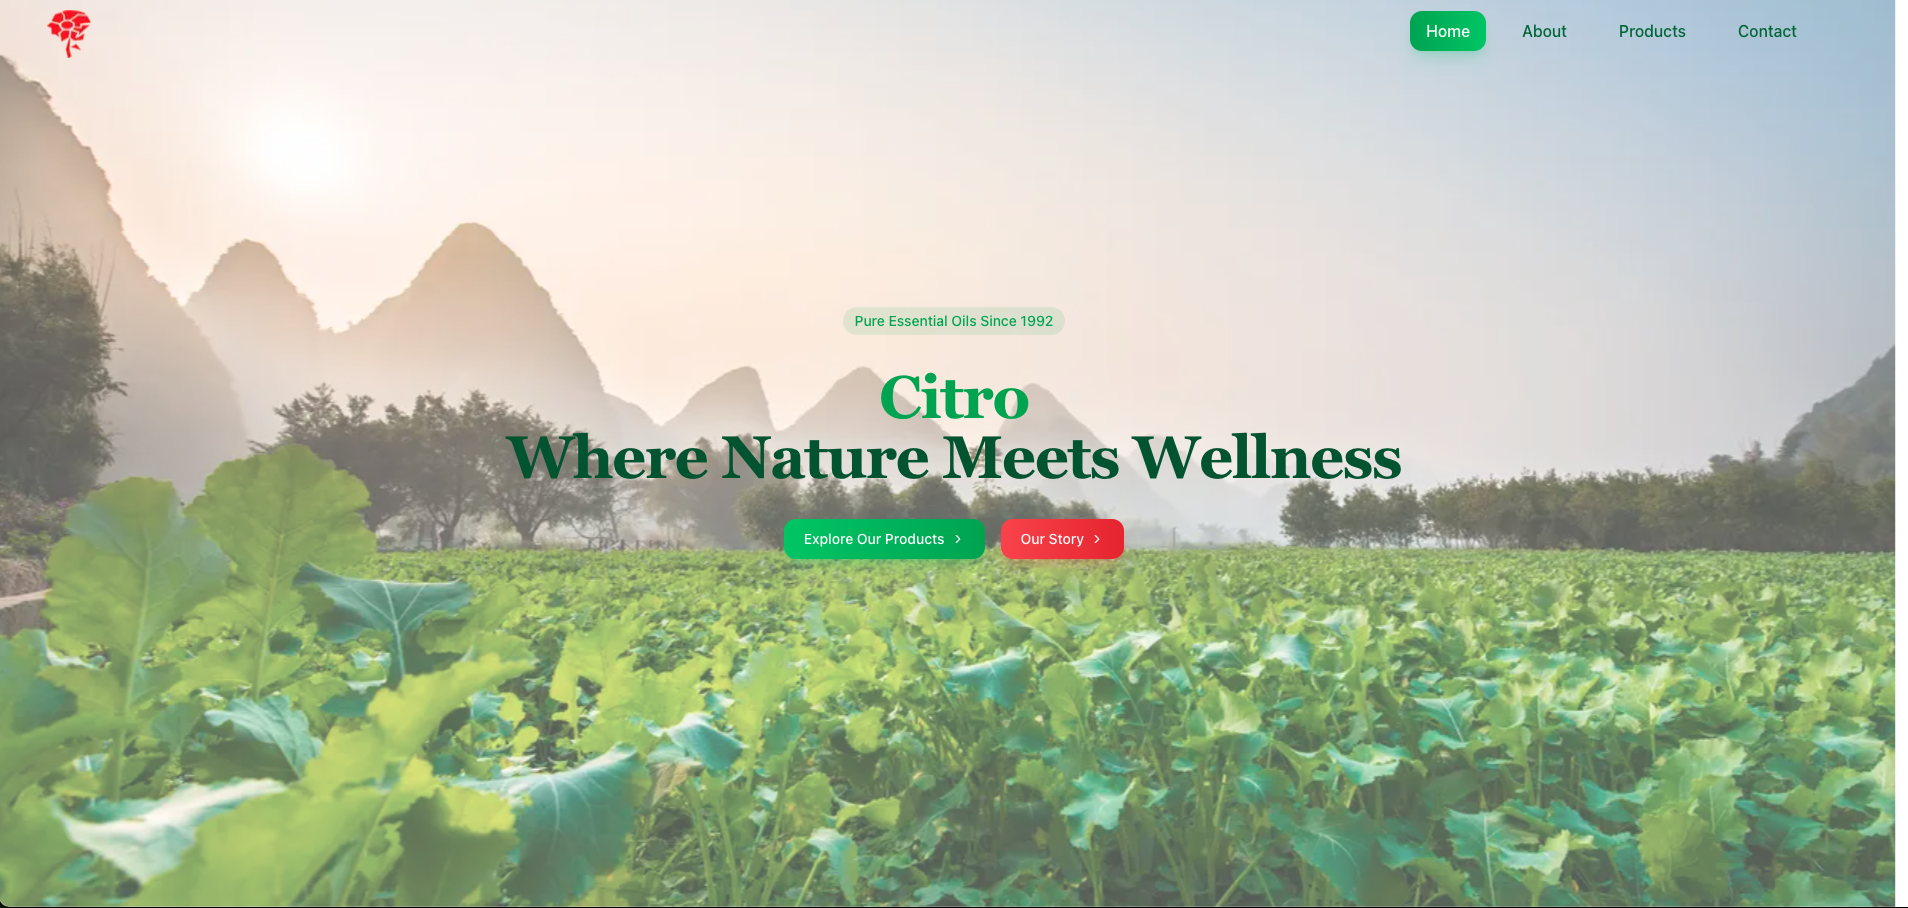 Home
About
Products
Contact
Pure Essential Oils Since 1992
Citro
Where Nature Meets Wellness
Explore Our Products
Our Story